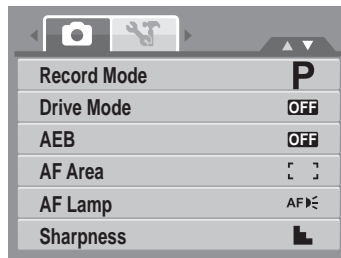 Record Mode P
Drive Mode OFF
AEB OFF
AF Area
AF Lamp AF
Sharpness